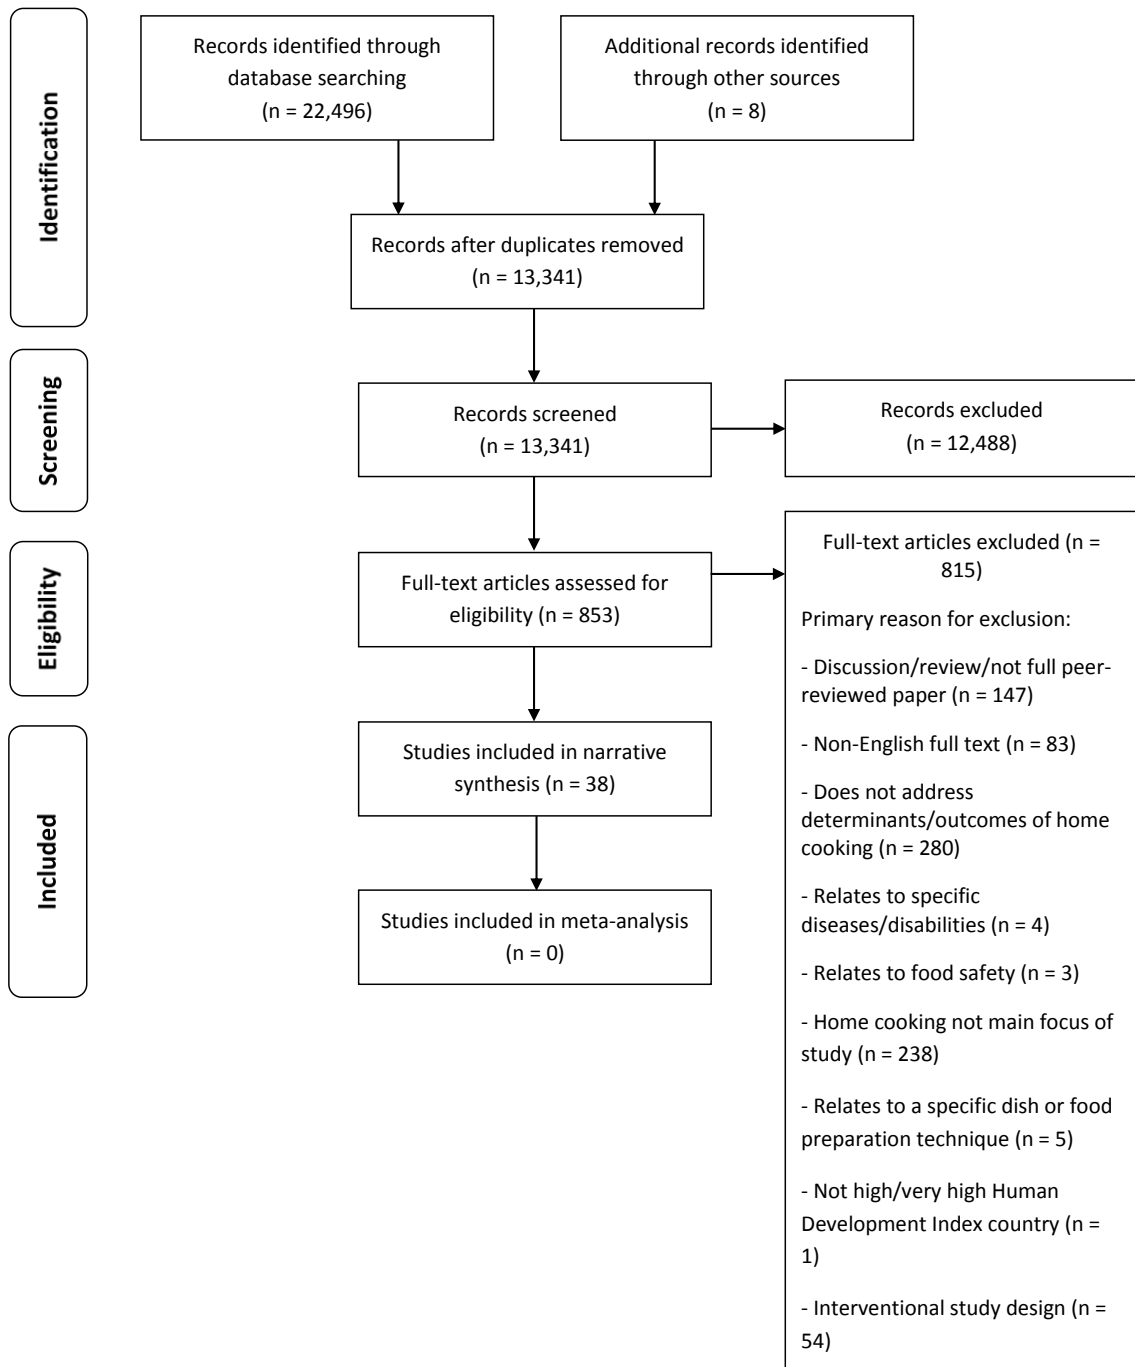 Identification
Records identified through
database searching
(n = 22,496)
Additional records identified
through other sources
(n = 8)
Records after duplicates removed
(n = 13,341)
Screening
Records screened
(n = 13,341)
Records excluded
(n = 12,488)
Eligibility
Full-text articles assessed for
eligibility (n = 853)
Full-text articles excluded (n =
815)
Primary reason for exclusion:
- Discussion/review/not full peer-
reviewed paper (n = 147)
- Non-English full text (n = 83)
- Does not address
determinants/outcomes of home
cooking (n = 280)
- Relates to specific
diseases/disabilities (n = 4)
- Relates to food safety (n = 3)
- Home cooking not main focus of
study (n = 238)
- Relates to a specific dish or food
preparation technique (n = 5)
- Not high/very high Human
Development Index country (n =
1)
- Interventional study design (n =
54)
Included
Studies included in narrative
synthesis (n = 38)
Studies included in meta-analysis
(n = 0)